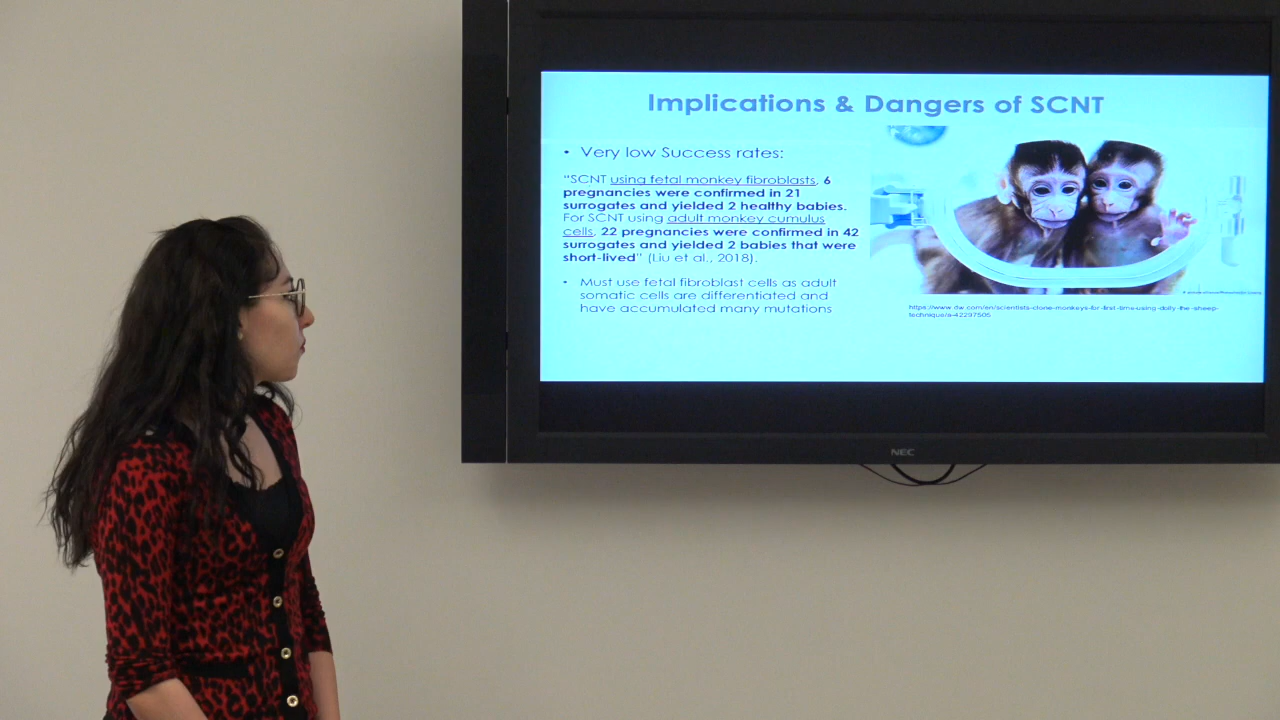 Implications & Dangers of SCNT
• Very low Success rates:
“SCNT using fetal monkey fibroblasts, 6
pregnancies were confirmed in 21
surrogates and yielded 2 healthy babies.
For SCNT using adult monkey cumulus
cells, 22 pregnancies were confirmed in 42
surrogates and yielded 2 babies that were
short-lived” (Liu et al., 2018).
• Must use fetal fibroblast cells as adult
somatic cells are differentiated and
have accumulated many mutations
https://www.dw.com/en/scientists-clone-monkeys-for-first-time-using-dolly-the-sheep-
technique/a-42297505
NEC